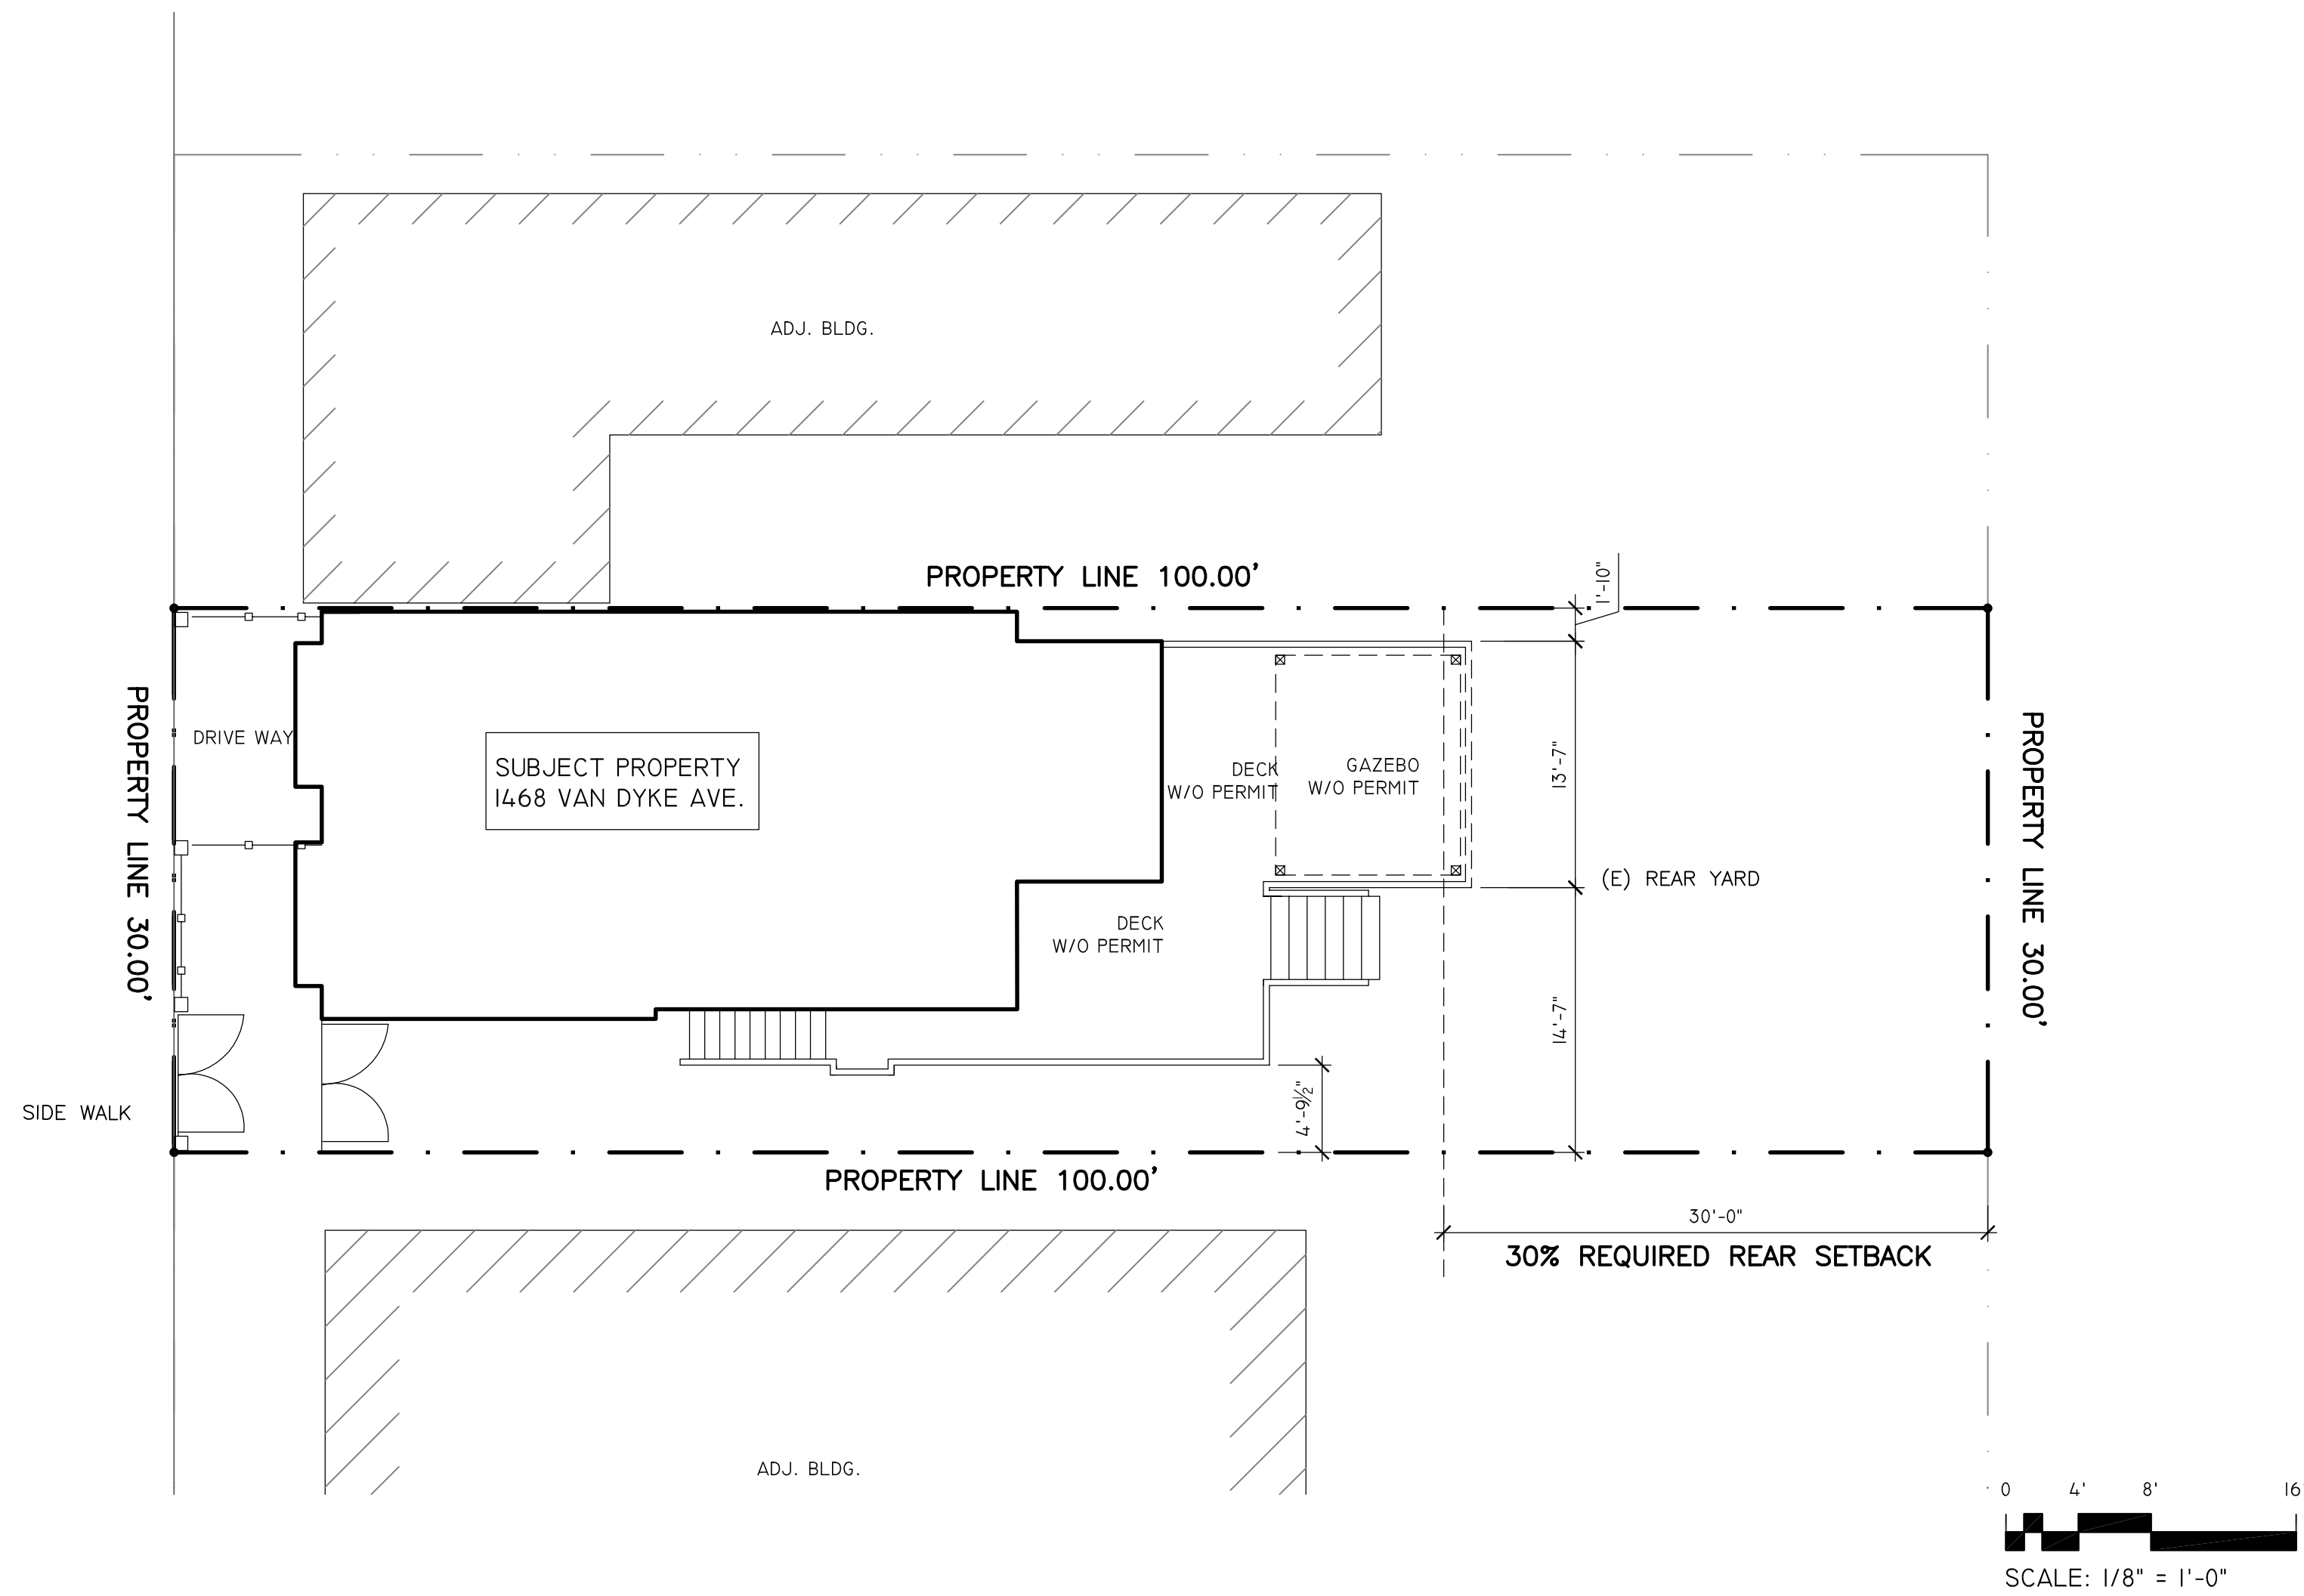 ADJ. BLDG.
PROPERTY LINE 100.00'
1'-10"
PROPERTY LINE 30.00'
DRIVE WAY
SUBJECT PROPERTY
1468 VAN DYKE AVE.
DECK
W/O PERMIT
GAZEBO
W/O PERMIT
13'-7"
PROPERTY LINE 30.00'
(E) REAR YARD
DECK
W/O PERMIT
14'-7"
4'-9½"
SIDE WALK
PROPERTY LINE 100.00'
30'-0"
30% REQUIRED REAR SETBACK
ADJ. BLDG.
0 4' 8' 16
SCALE: 1/8" = 1'-0"